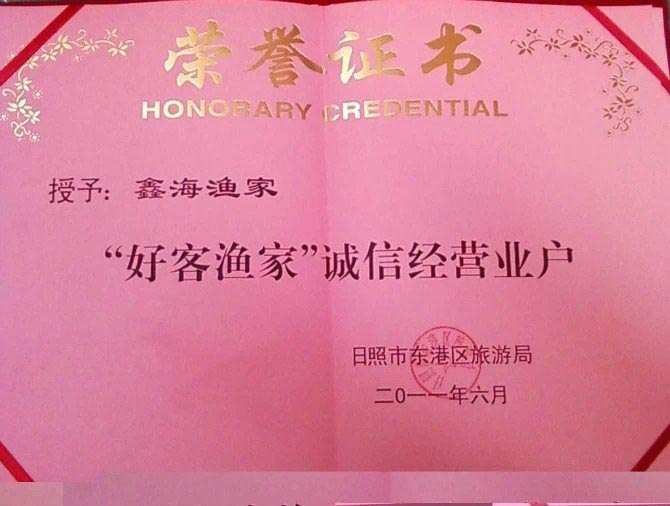 荣誉证书
HONORARY CREDENTIAL
授予：鑫海渔家
“好客渔家”诚信经营业户
日照市东港区旅游局
二〇一一年六月